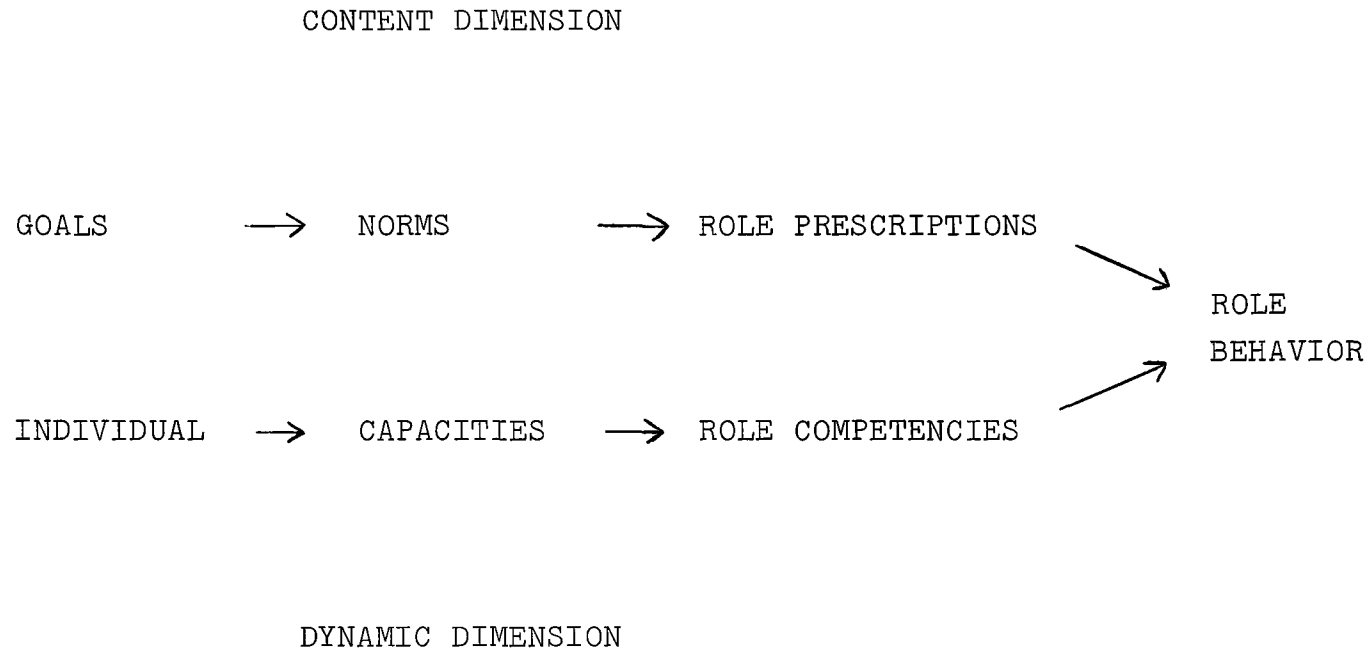 CONTENT DIMENSION
GOALS → NORMS → ROLE PRESCRIPTIONS
ROLE
BEHAVIOR
INDIVIDUAL → CAPACITIES → ROLE COMPETENCIES
DYNAMIC DIMENSION